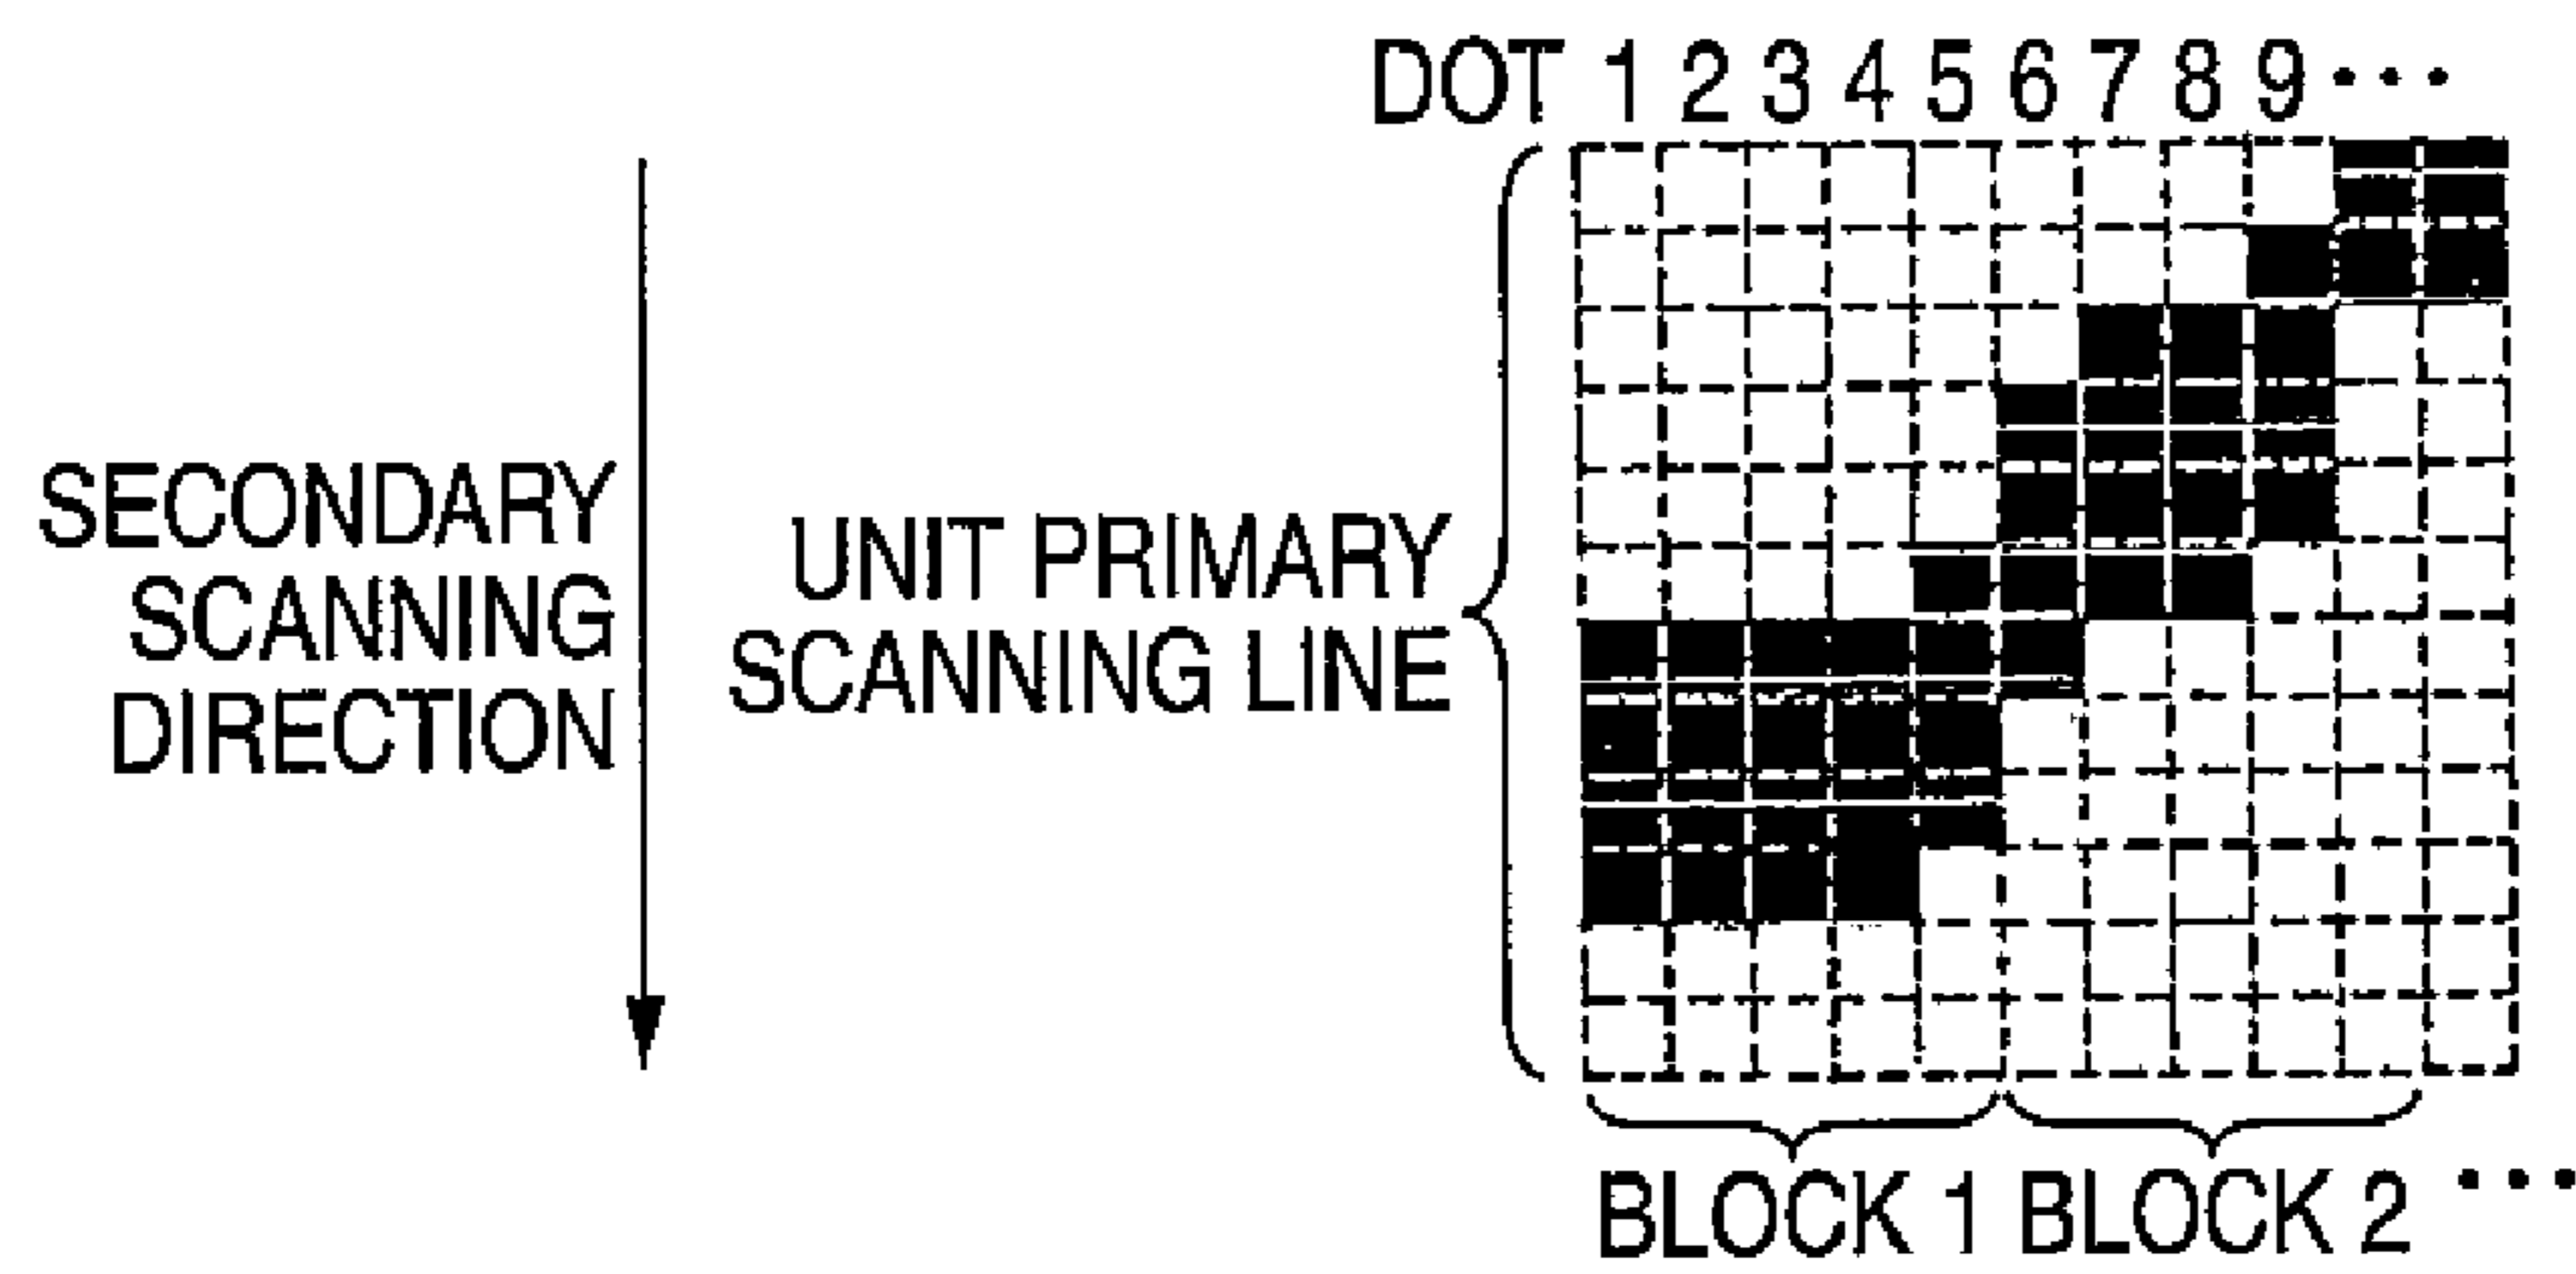 DOT 1 2 3 4 5 6 7 8 9 ...
SECONDARY
SCANNING
DIRECTION
UNIT PRIMARY
SCANNING LINE
BLOCK 1 BLOCK 2 ...